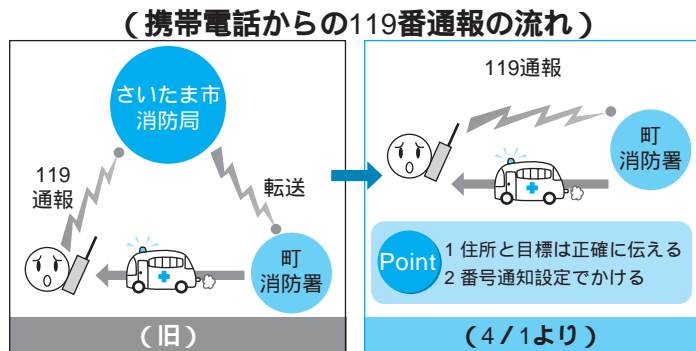 （携帯電話からの119番通報の流れ）
さいたま市
消防局
119
通報
転送
町
消防署
（旧）
119通報
町
消防署
Point
1 住所と目標は正確に伝える
2 番号通知設定でかける
（4／1より）